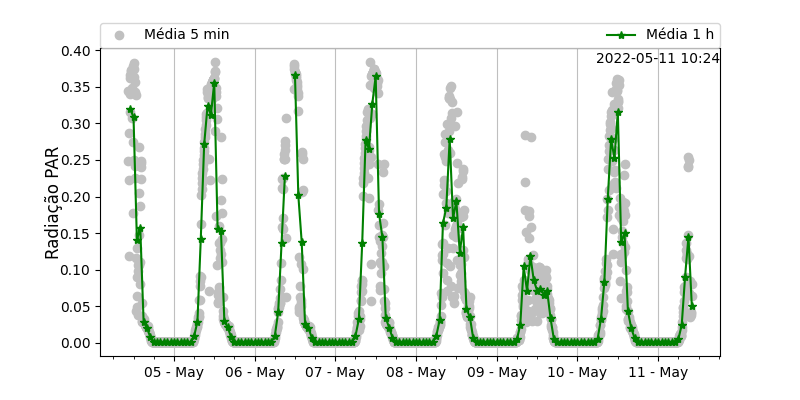 Média 5 min
Média 1 h
2022-05-11 10:24
Radiação PAR
0.40
0.35
0.30
0.25
0.20
0.15
0.10
0.05
0.00
05 - May
06 - May
07 - May
08 - May
09 - May
10 - May
11 - May